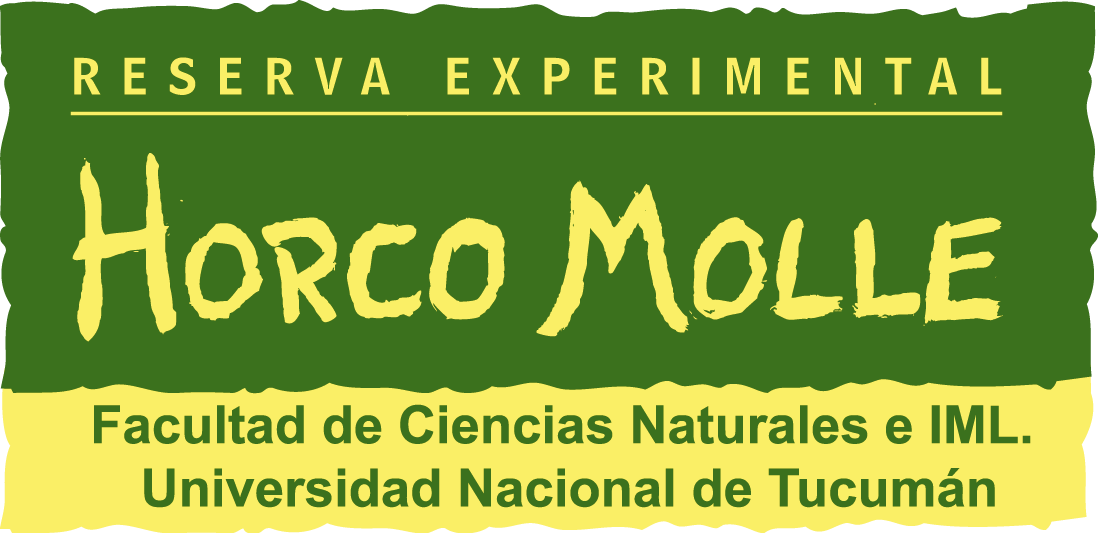 RESERVA EXPERIMENTAL
HORCO MOLLE
Facultad de Ciencias Naturales e IML.
Universidad Nacional de Tucumán